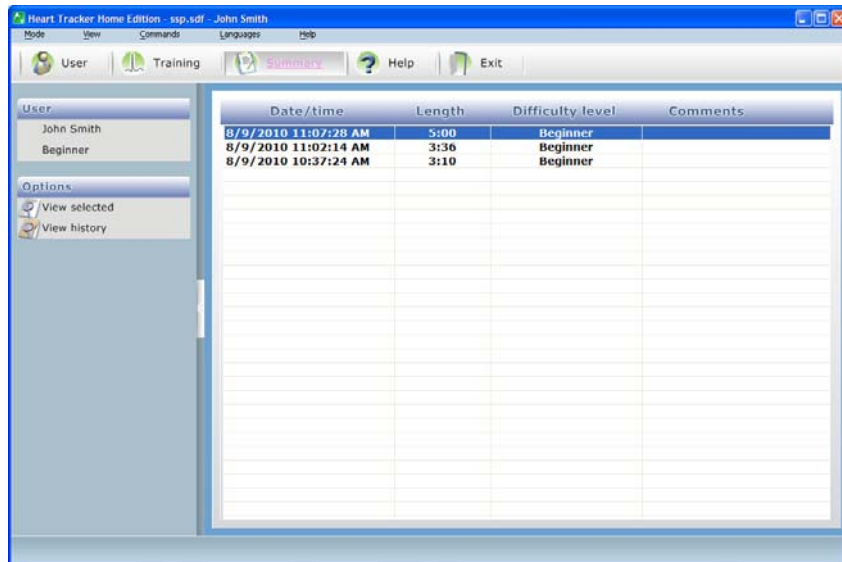 Heart Tracker Home Edition - ssp.sdf - John Smith
Mode View Commands Languages Help
User Training Summary Help Exit
User
John Smith
Beginner
Options
View selected
View history
Date/time Length Difficulty level Comments
8/9/2010 11:07:28 AM 5:00 Beginner
8/9/2010 11:02:14 AM 3:36 Beginner
8/9/2010 10:37:24 AM 3:10 Beginner